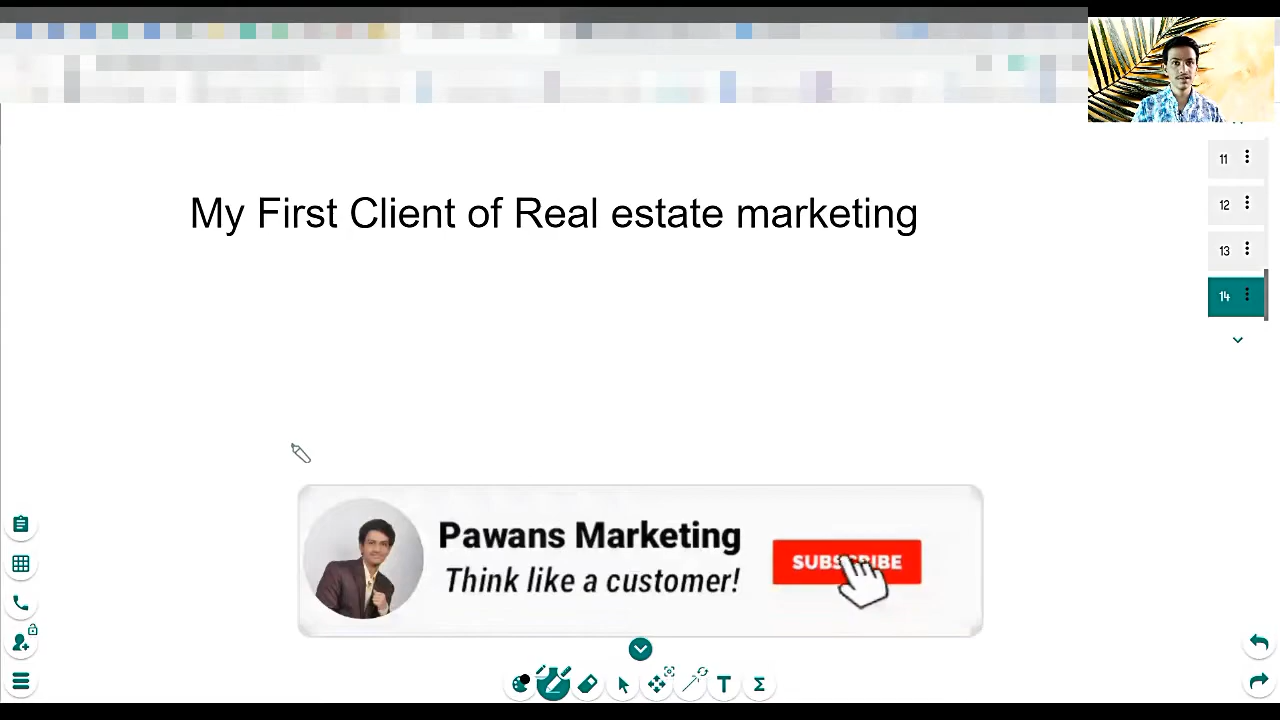 My First Client of Real estate marketing
11
12
13
14
Pawans Marketing
SUBSCRIBE
Think like a customer!
T
Σ